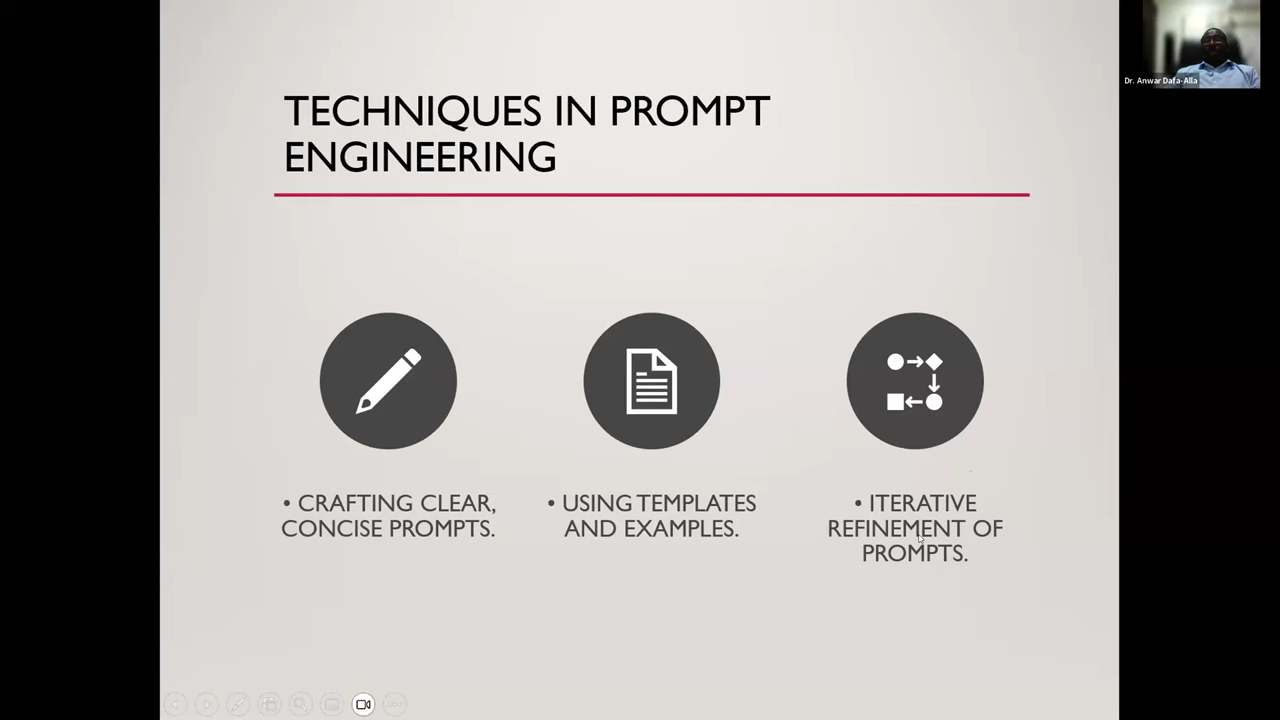 Dr. Anwar Dafa-Alla
TECHNIQUES IN PROMPT
ENGINEERING
• CRAFTING CLEAR,
CONCISE PROMPTS.
• USING TEMPLATES
AND EXAMPLES.
• ITERATIVE
REFINEMENT OF
PROMPTS.